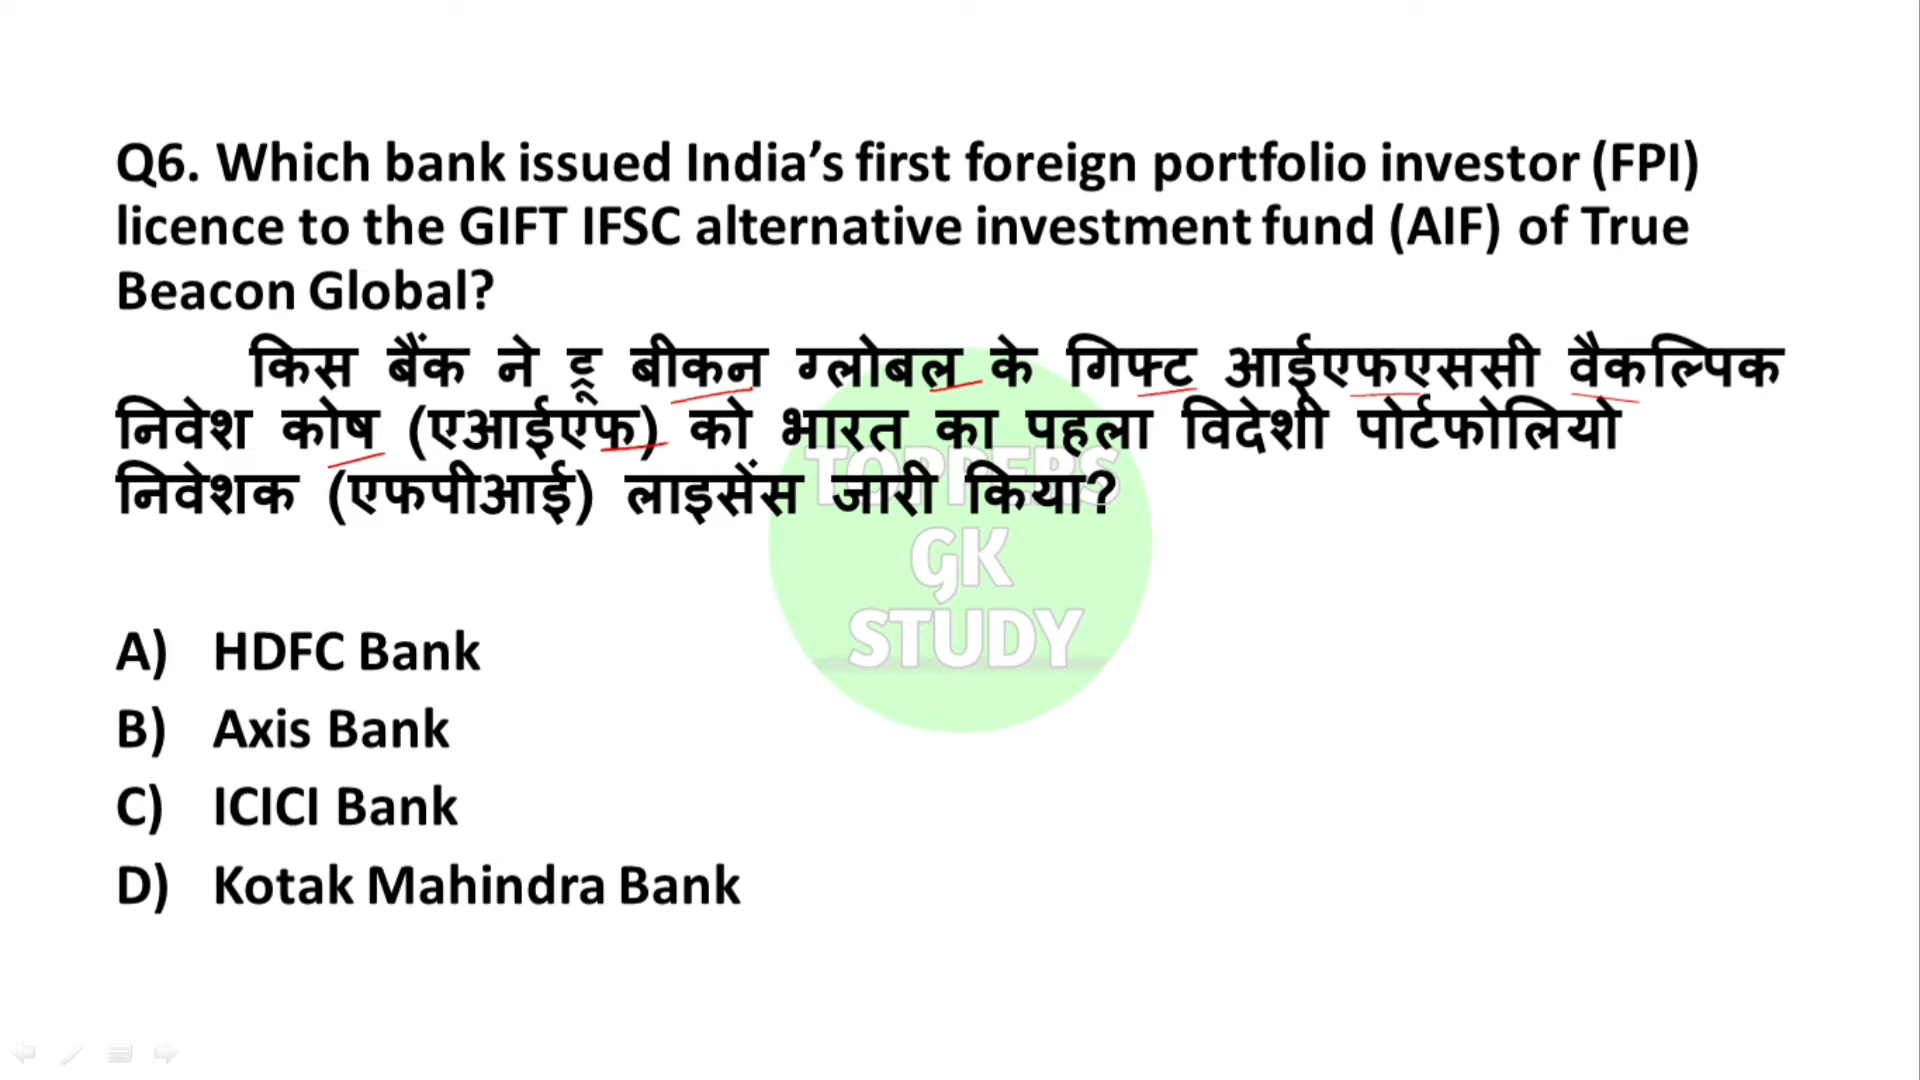 Q6. Which bank issued India’s first foreign portfolio investor (FPI)
licence to the GIFT IFSC alternative investment fund (AIF) of True
Beacon Global?
किस बैंक ने ट्रू बीकन ग्लोबल के गिफ्ट आईएफएससी वैकल्पिक
निवेश कोष (एआईएफ) को भारत का पहला विदेशी पोर्टफोलियो
निवेशक (एफपीआई) लाइसेंस जारी किया?
TOPPERS
GK
STUDY
A) HDFC Bank
B) Axis Bank
C) ICICI Bank
D) Kotak Mahindra Bank